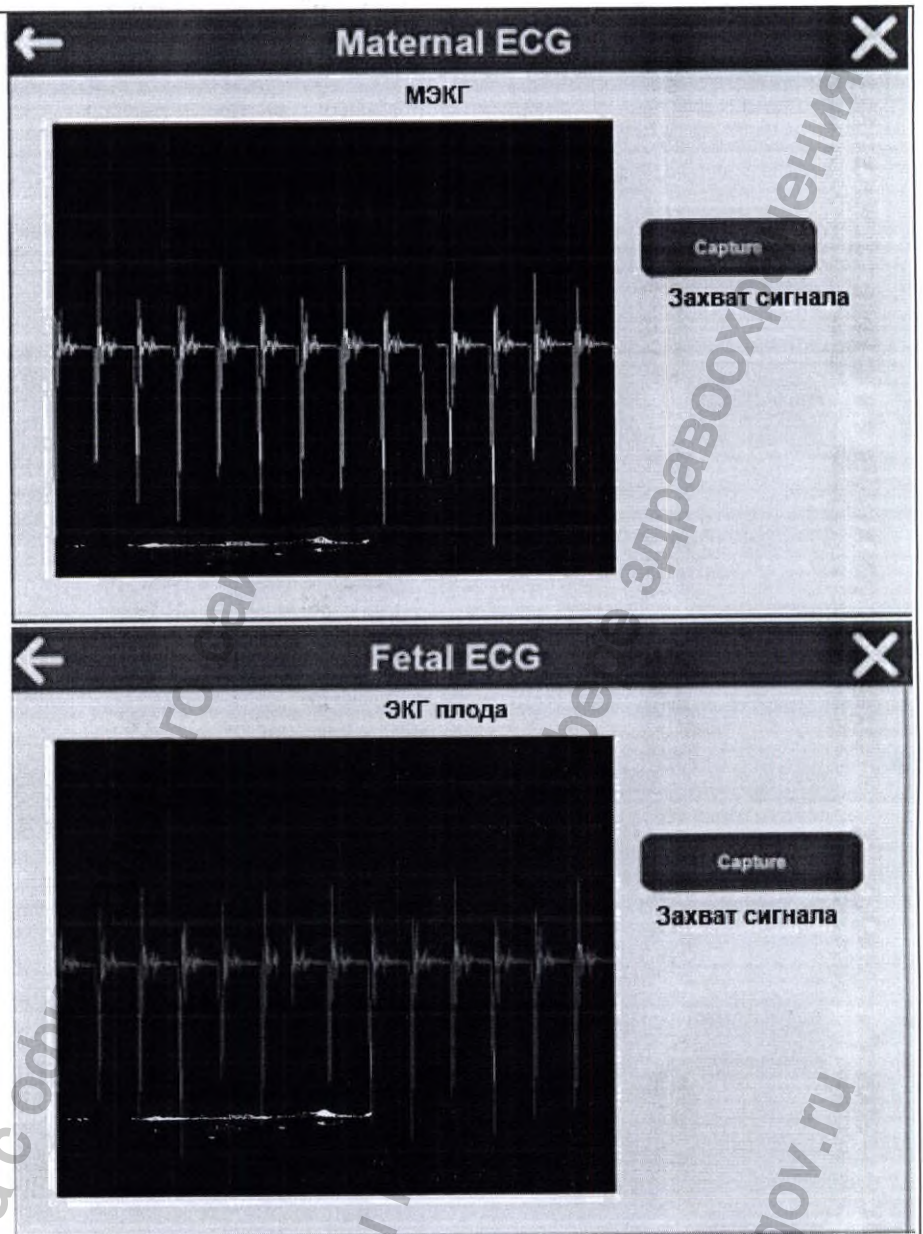 Maternal ECG
МЭКГ
Capture
Захват сигнала
Fetal ECG
ЭКГ плода
Capture
Захват сигнала